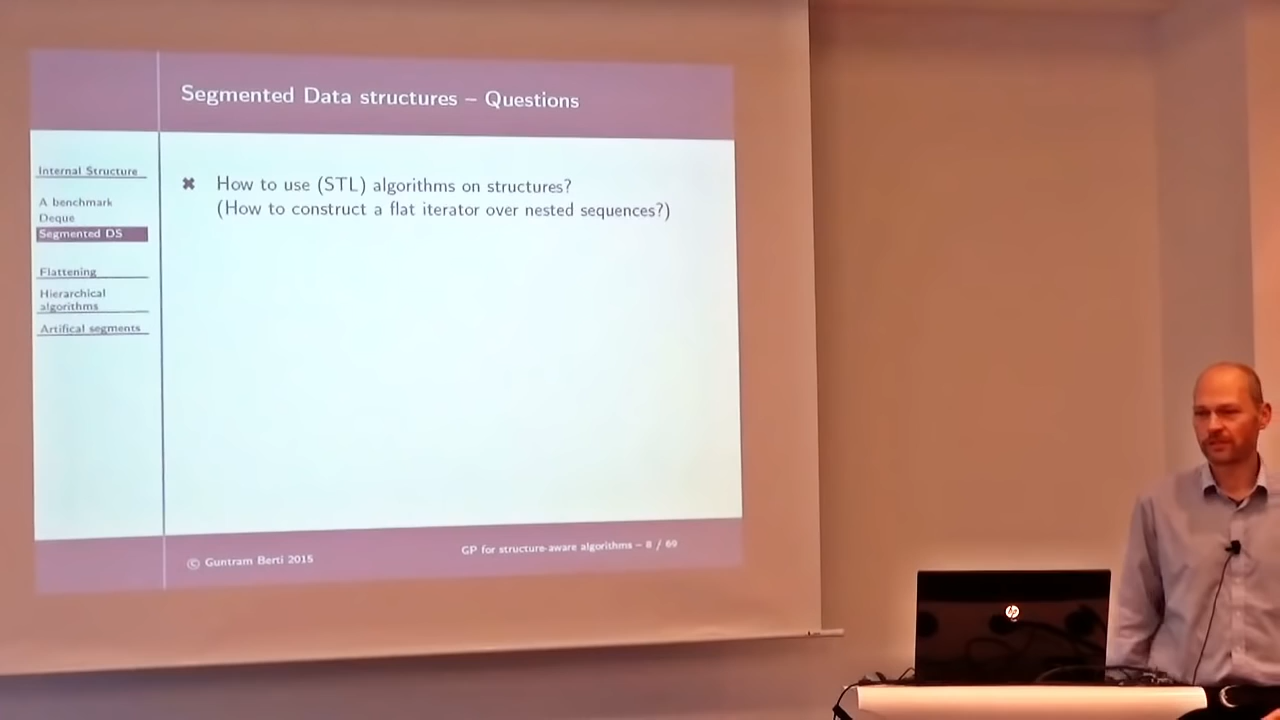 Segmented Data structures – Questions
Internal Structure
A benchmark
Deque
Segmented DS
Flattening
Hierarchical
algorithms
Artifical segments
✖ How to use (STL) algorithms on structures?
(How to construct a flat iterator over nested sequences?)
© Guntram Berti 2015
GP for structure-aware algorithms – 8 / 69
hp